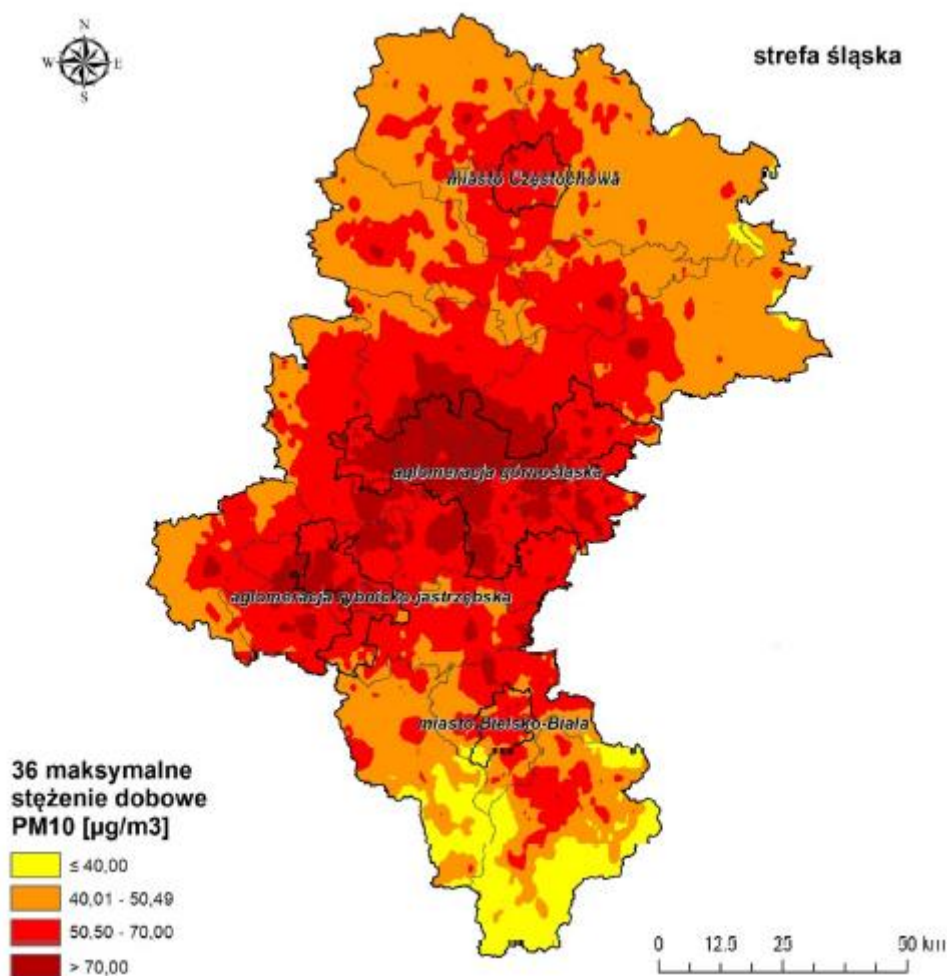 N
W E
S
strefa śląska
miasto Częstochowa
aglomeracja górnośląska
aglomeracja rybnicko-jastrzębska
miasto Bielsko-Biała
36 maksymalne
stężenie dobowe
PM10 [µg/m3]
≤ 40,00
40,01 - 50,49
50,50 - 70,00
> 70,00
0 12.5 25 50 km